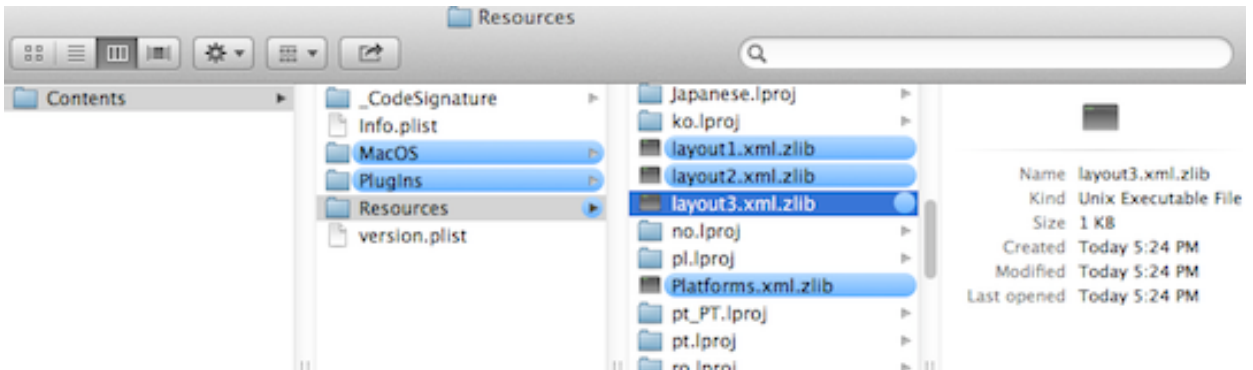 Resources
Contents
_CodeSignature
Info.plist
MacOS
PlugIns
Resources
version.plist
Japanese.lproj
ko.lproj
layout1.xml.zlib
layout2.xml.zlib
layout3.xml.zlib
no.lproj
pl.lproj
Platforms.xml.zlib
pt_PT.lproj
pt.lproj
ro.lproj
Name layout3.xml.zlib
Kind Unix Executable File
Size 1 KB
Created Today 5:24 PM
Modified Today 5:24 PM
Last opened Today 5:24 PM